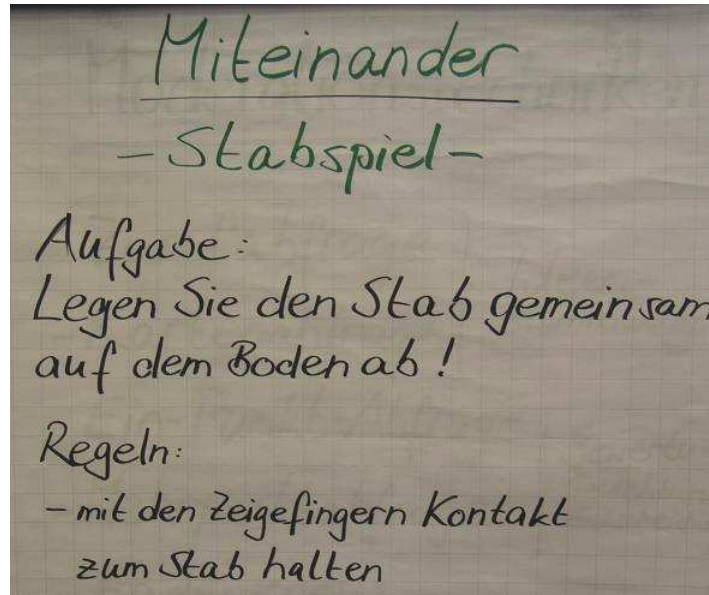 Miteinander
-Stabspiel-
Aufgabe:
Legen Sie den Stab gemeinsam
auf dem Boden ab!
Regeln:
- mit den Zeigefingern Kontakt
zum Stab halten